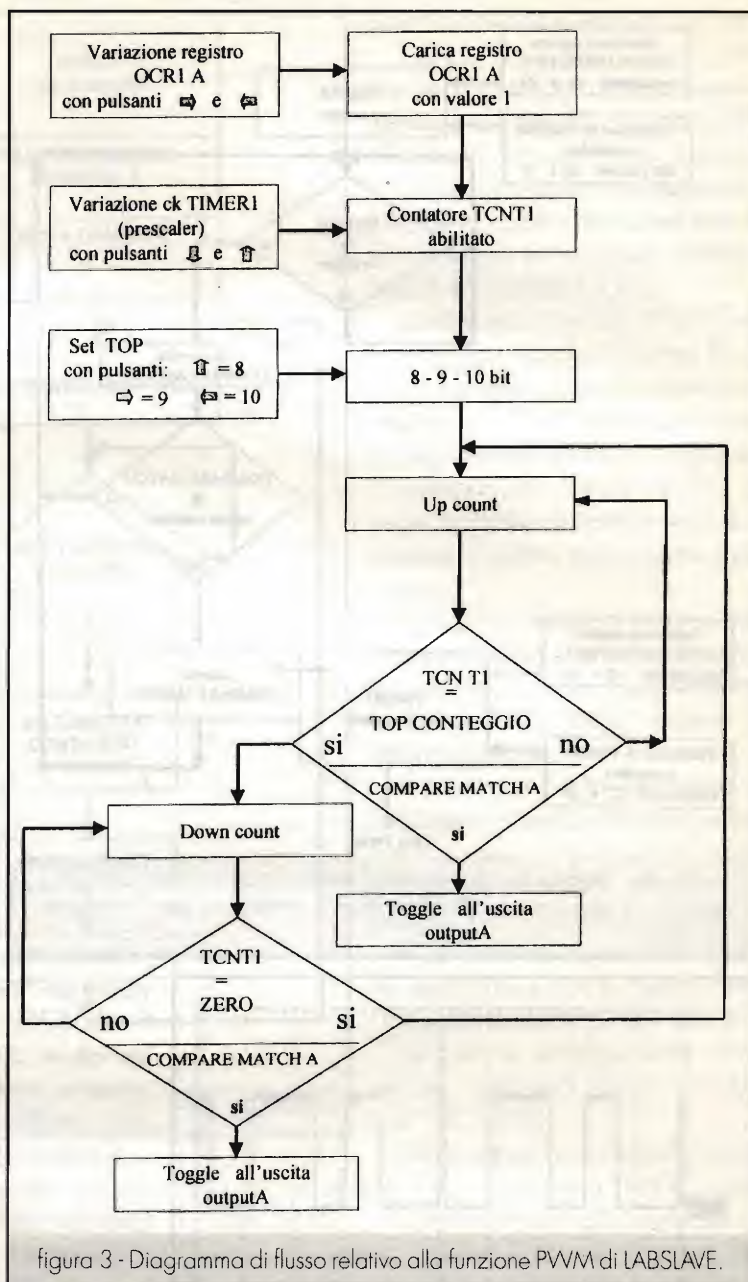 Variazione registro
OCR1 A
con pulsanti ⇨ e ⇦
Carica registro
OCR1 A
con valore 1
Variazione ck TIMER1
(prescaler)
con pulsanti ⇩ e ⇧
Contatore TCNT1
abilitato
Set TOP
con pulsanti: ⇧ = 8
⇨ = 9 ⇦ = 10
8 - 9 - 10 bit
Up count
TCN T1
=
TOP CONTEGGIO
si no
COMPARE MATCH A
si
Down count
Toggle all'uscita
outputA
TCNT1
=
ZERO
no si
COMPARE MATCH A
si
Toggle all'uscita
outputA
figura 3 - Diagramma di flusso relativo alla funzione PWM di LABSLAVE.